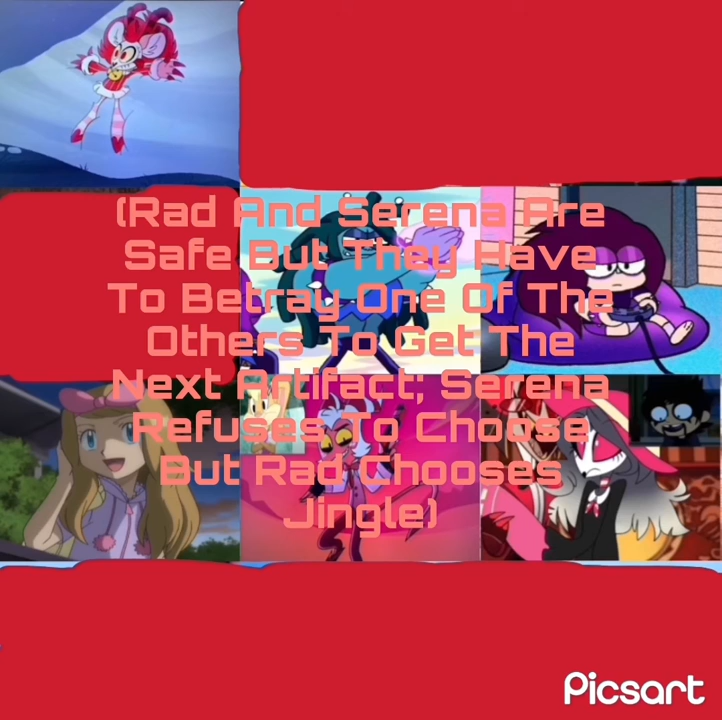 (Rad And Serena Are
Safe But They Have
To Betray One Of The
Others To Get The
Next Artifact; Serena
Refuses To Choose
But Rad Chooses
Jingle)
Picsart